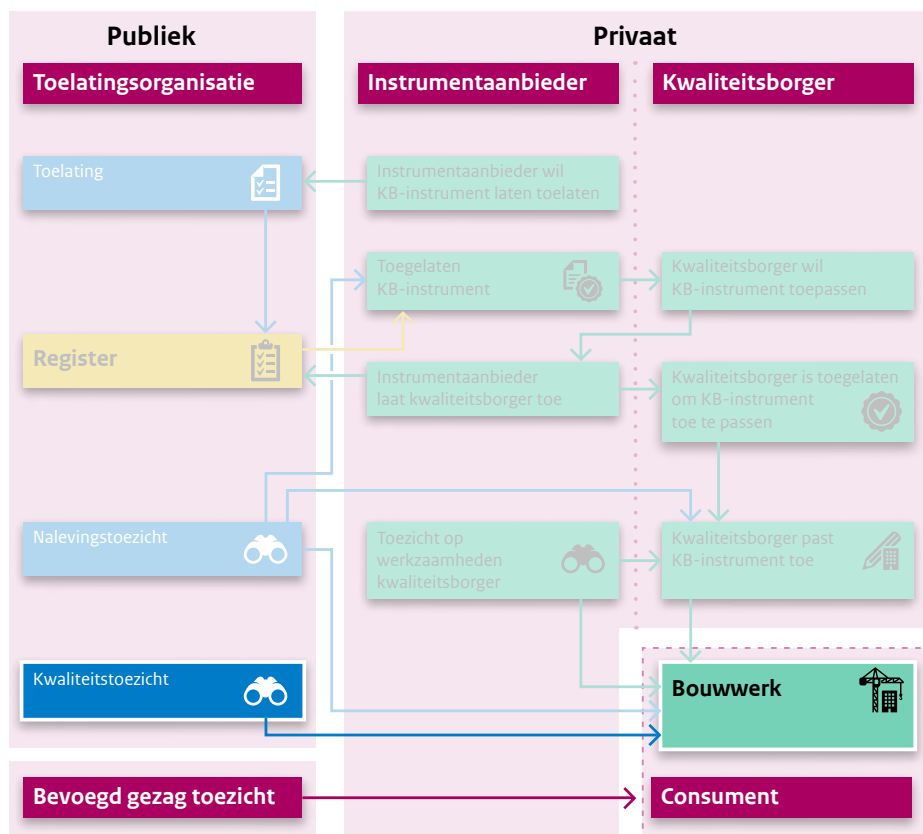 Publiek
Privaat
Toelatingsorganisatie
Instrumentaanbieder
Kwaliteitsborger
Toelating
Instrumentaanbieder wil
KB-instrument laten toelaten
Toegelaten
KB-instrument
Kwaliteitsborger wil
KB-instrument toepassen
Register
Instrumentaanbieder
laat kwaliteitsborger toe
Kwaliteitsborger is toegelaten
om KB-instrument
toe te passen
Nalevingstoezicht
Toezicht op
werkzaamheden
kwaliteitsborger
Kwaliteitsborger past
KB-instrument toe
Kwaliteitstoezicht
Bouwwerk
Bevoegd gezag toezicht
Consument